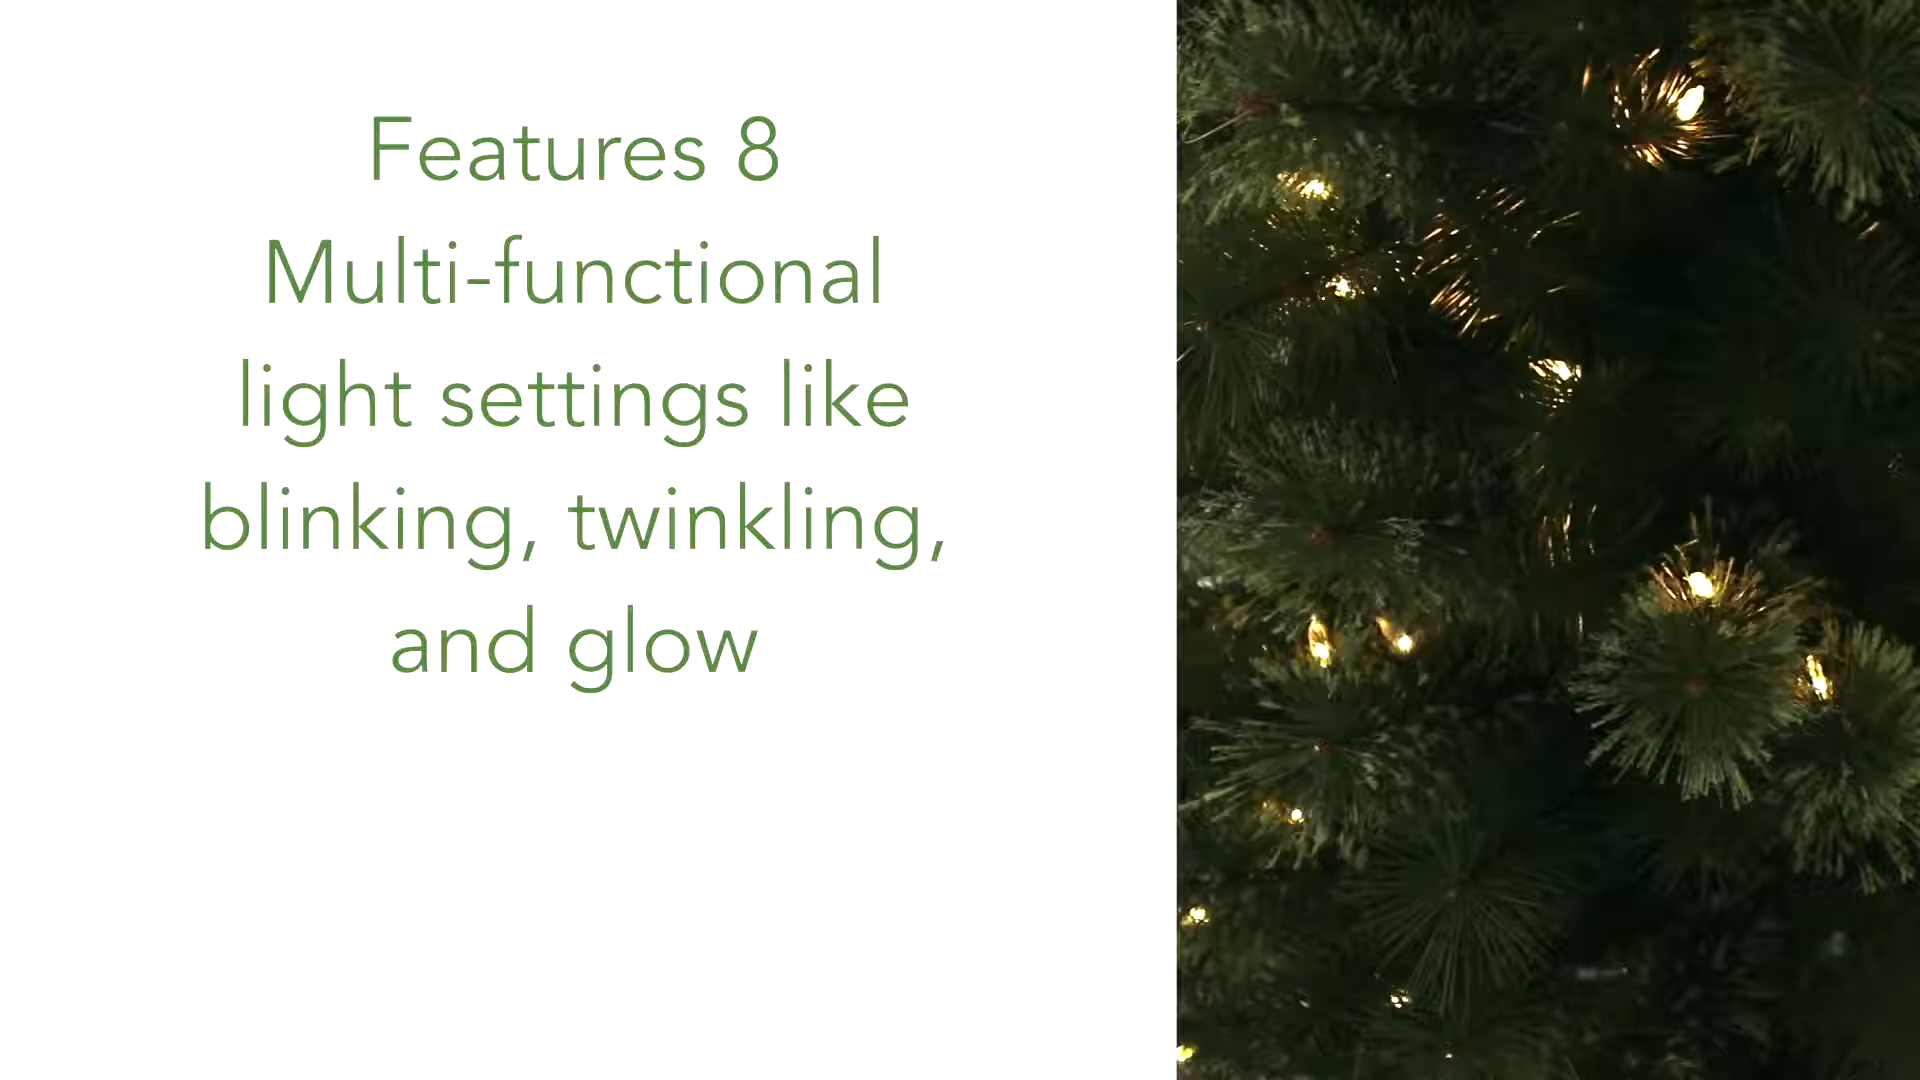 Features 8
Multi-functional
light settings like
blinking, twinkling,
and glow